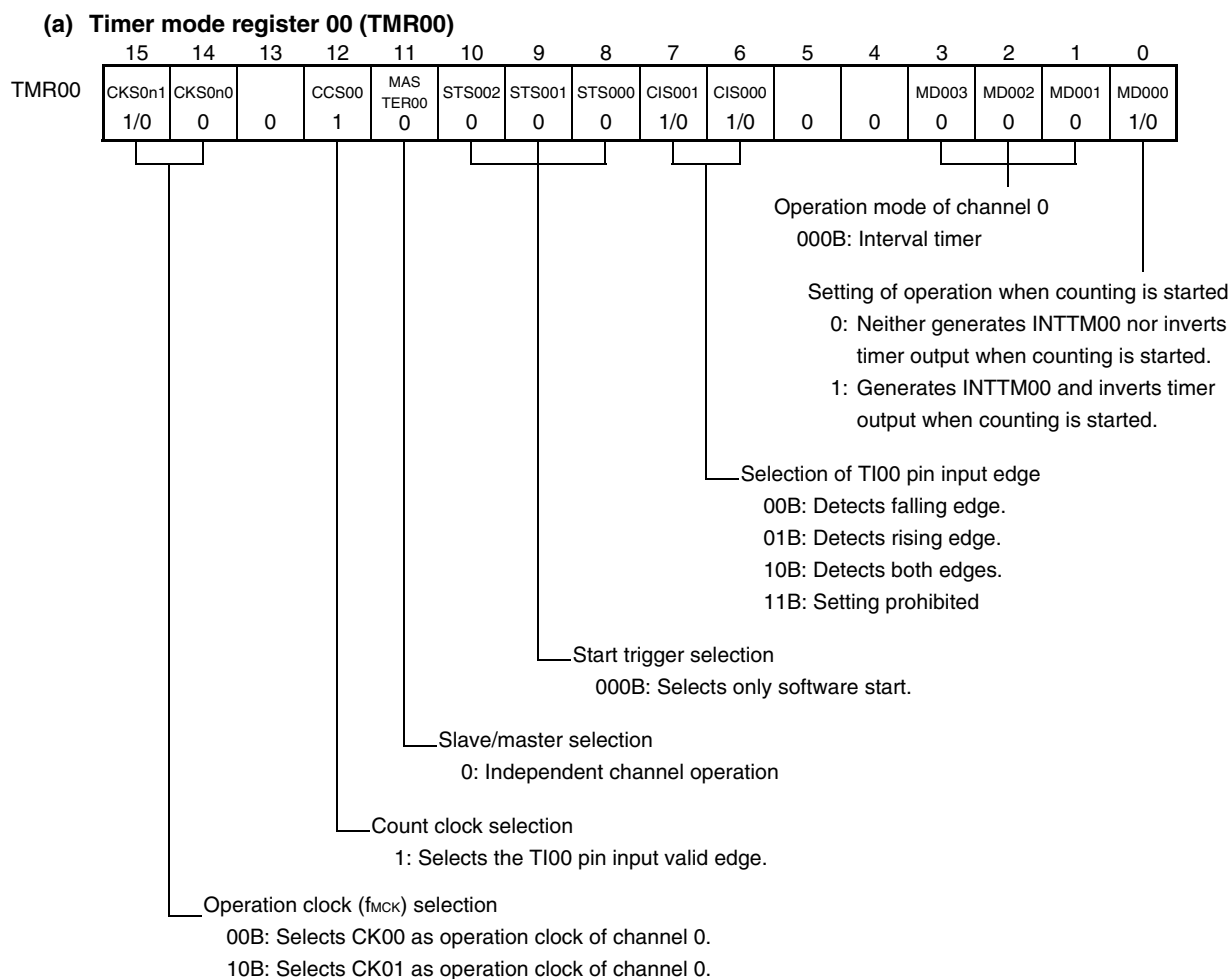 (a) Timer mode register 00 (TMR00)
15 14 13 12 11 10 9 8 7 6 5 4 3 2 1 0
TMR00
CKS0n1 CKS0n0 CCS00 MAS TER00 STS002 STS001 STS000 CIS001 CIS000 MD003 MD002 MD001 MD000
1/0 0 0 1 0 0 0 0 1/0 1/0 0 0 0 0 0 1/0
Operation mode of channel 0
000B: Interval timer
Setting of operation when counting is started
0: Neither generates INTTM00 nor inverts
timer output when counting is started.
1: Generates INTTM00 and inverts timer
output when counting is started.
Selection of TI00 pin input edge
00B: Detects falling edge.
01B: Detects rising edge.
10B: Detects both edges.
11B: Setting prohibited
Start trigger selection
000B: Selects only software start.
Slave/master selection
0: Independent channel operation
Count clock selection
1: Selects the TI00 pin input valid edge.
Operation clock (fMCK) selection
00B: Selects CK00 as operation clock of channel 0.
10B: Selects CK01 as operation clock of channel 0.